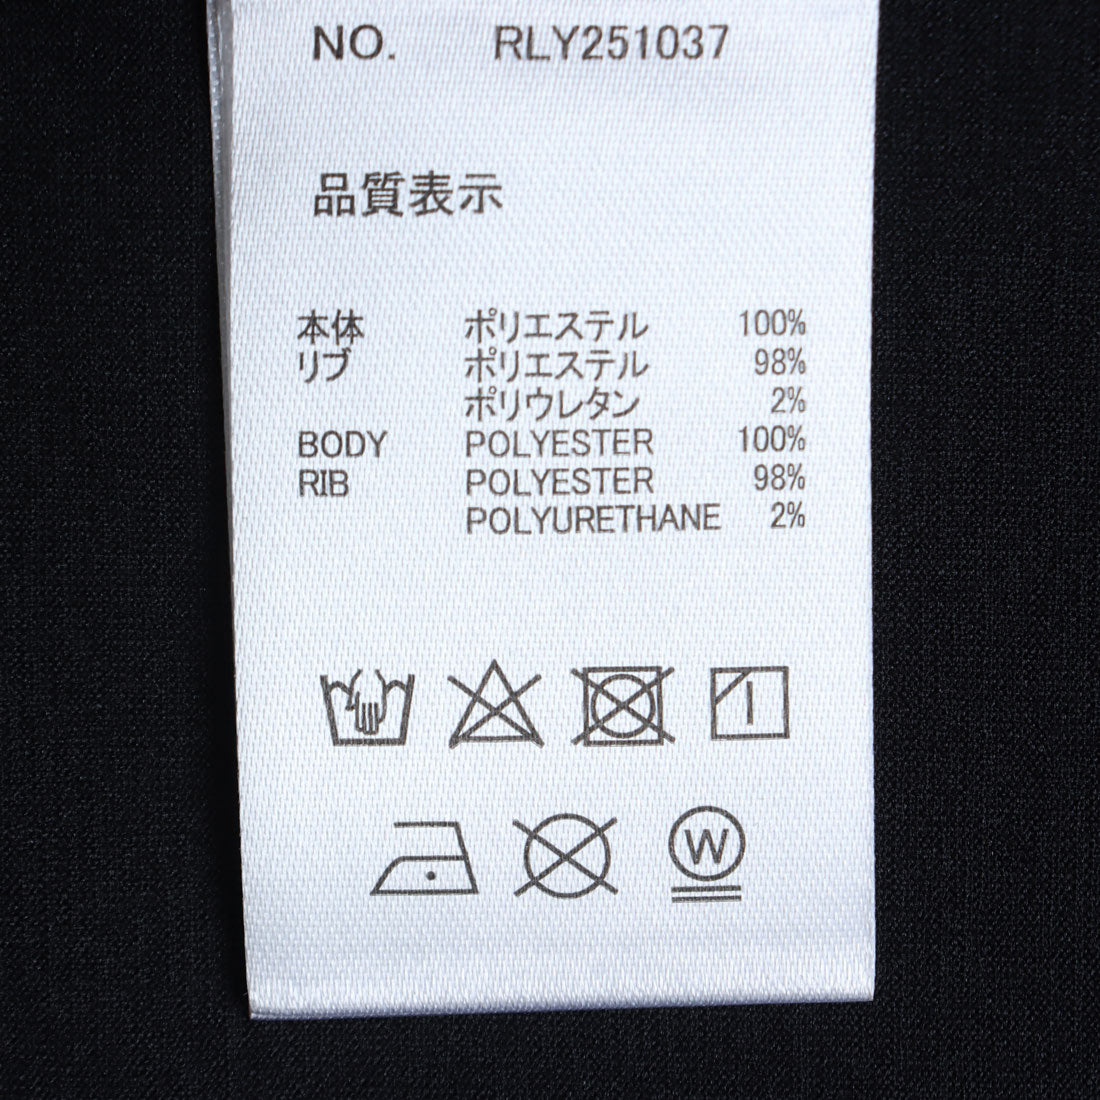 NO. RLY251037
品質表示
本体 ポリエステル 100%
リブ ポリエステル 98%
ポリウレタン 2%
BODY POLYESTER 100%
RIB POLYESTER 98%
POLYURETHANE 2%
W